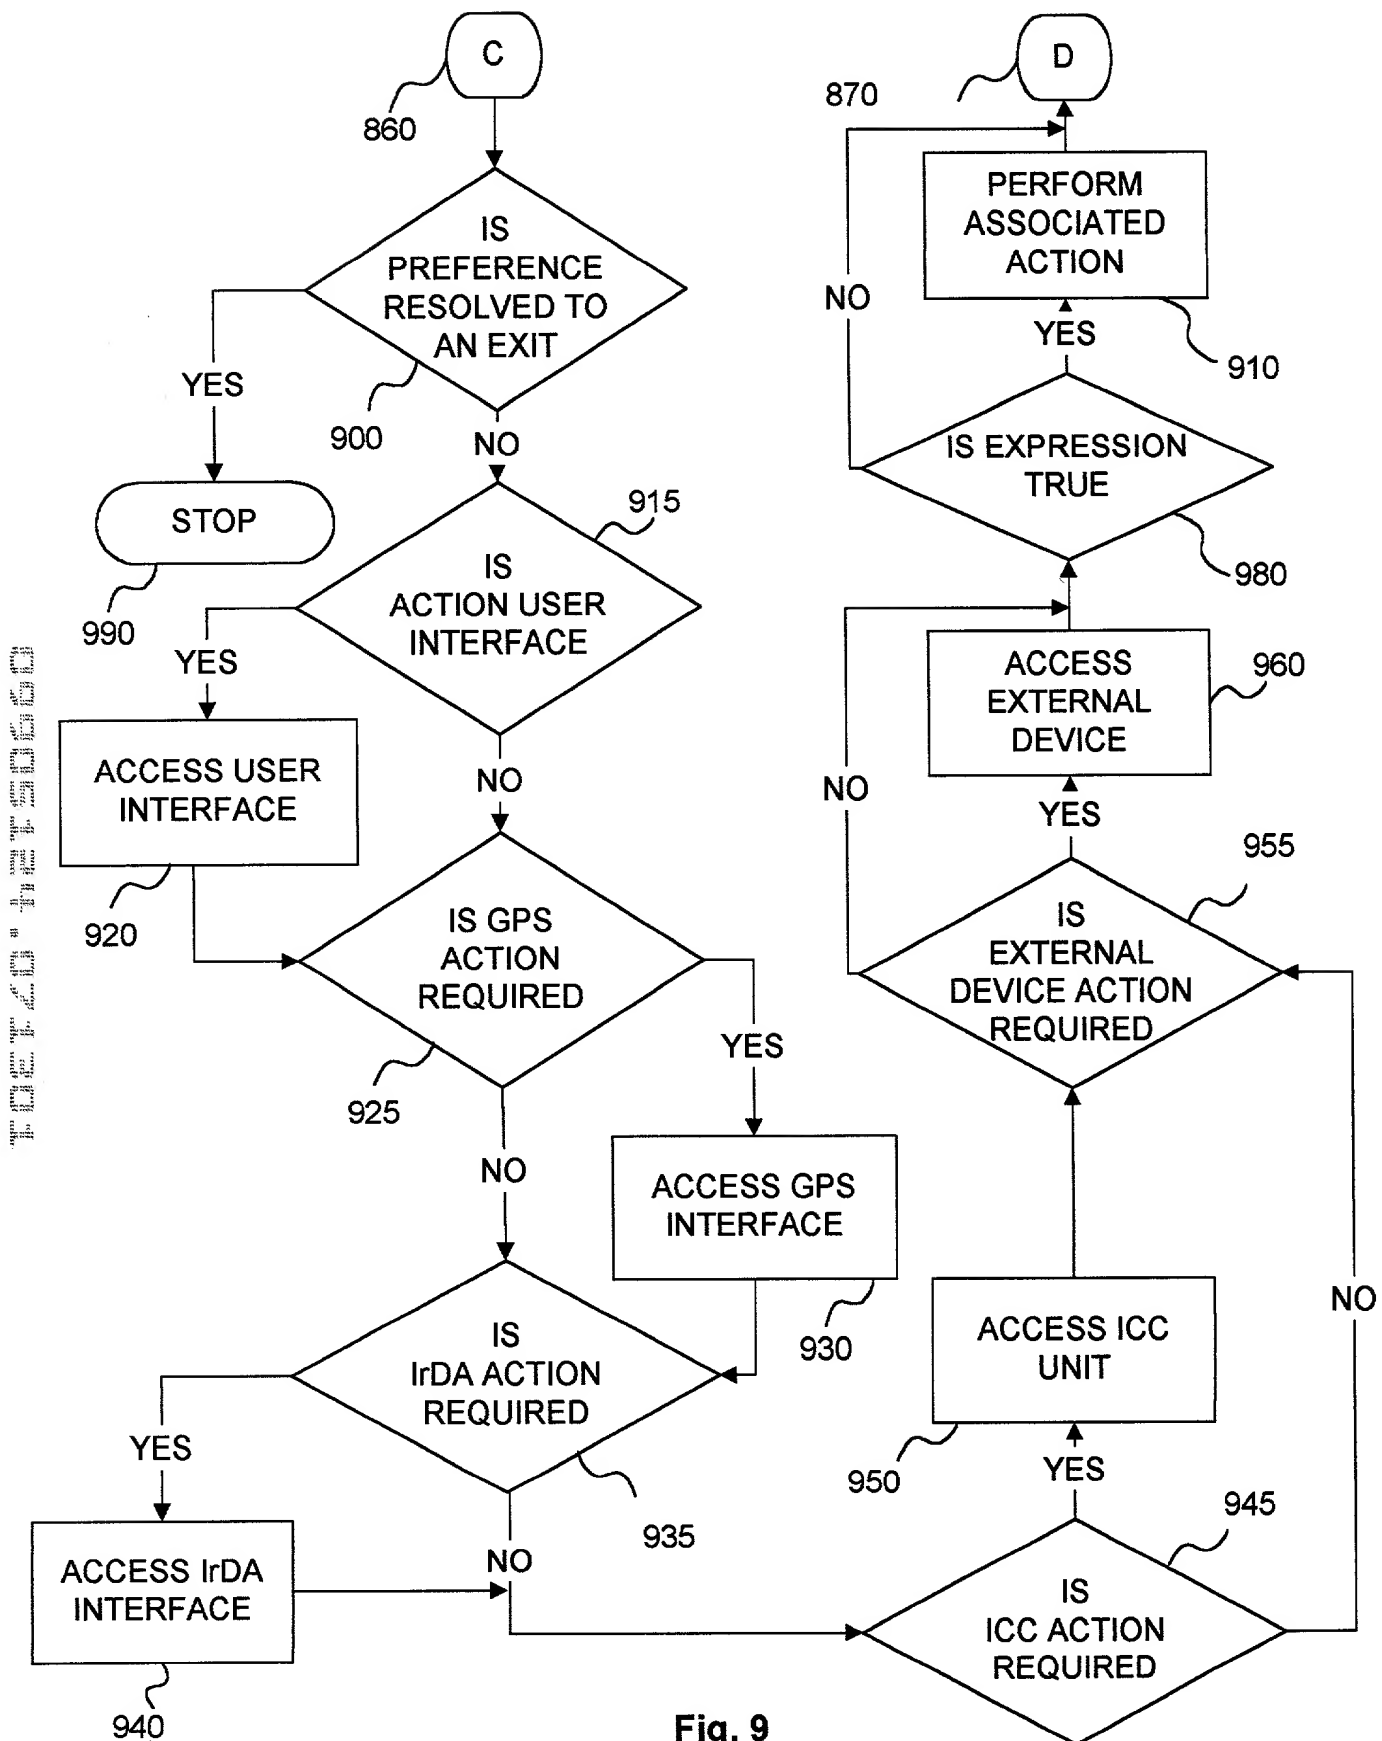 C
860
IS
PREFERENCE
RESOLVED TO
AN EXIT
900
YES
NO
STOP
990
915
IS
ACTION USER
INTERFACE
YES
NO
ACCESS USER
INTERFACE
920
IS GPS
ACTION
REQUIRED
925
YES
NO
ACCESS GPS
INTERFACE
930
IS
IrDA ACTION
REQUIRED
935
YES
NO
ACCESS IrDA
INTERFACE
940
D
870
PERFORM
ASSOCIATED
ACTION
910
NO
YES
IS EXPRESSION
TRUE
980
ACCESS
EXTERNAL
DEVICE
960
NO
YES
955
IS
EXTERNAL
DEVICE ACTION
REQUIRED
NO
ACCESS ICC
UNIT
950
YES
945
IS
ICC ACTION
REQUIRED
Fig. 9